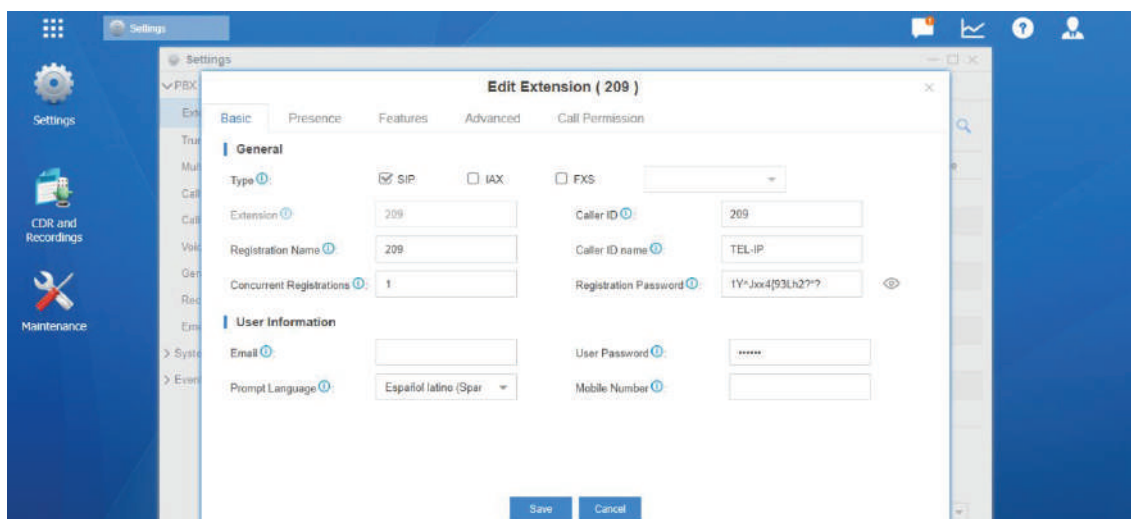 Settings
Settings
Settings
CDR and
Recordings
Maintenance
PBX
Edit Extension ( 209 )
Basic Presence Features Advanced Call Permission
General
Type SIP IAX FXS
Extension 209 Caller ID 209
Registration Name 209 Caller ID name TEL-IP
Concurrent Registrations : 1 Registration Password :
User Information
Email User Password : ••••••
Prompt Language Español latino (Spar Mobile Number
Save Cancel